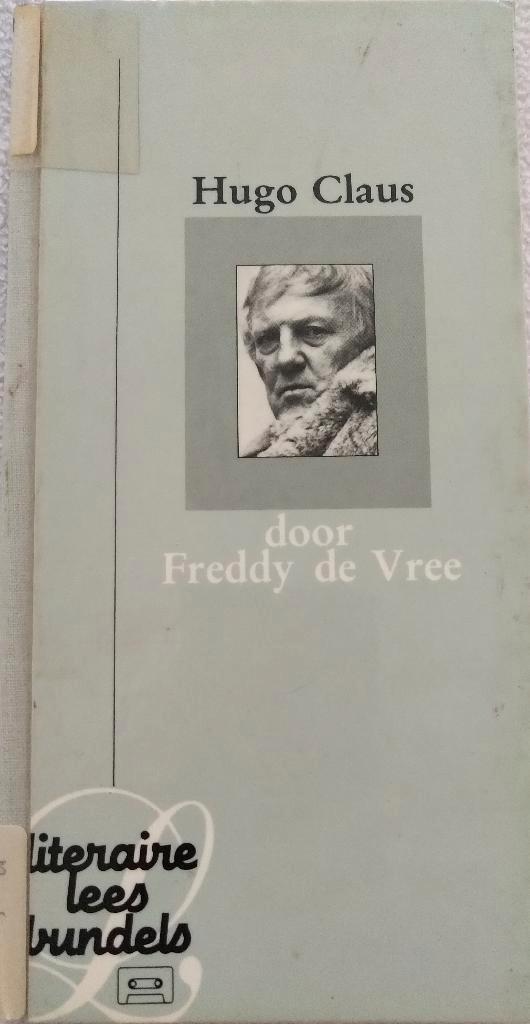 Hugo Claus
door
Freddy de Vree
literaire
lees
bundels